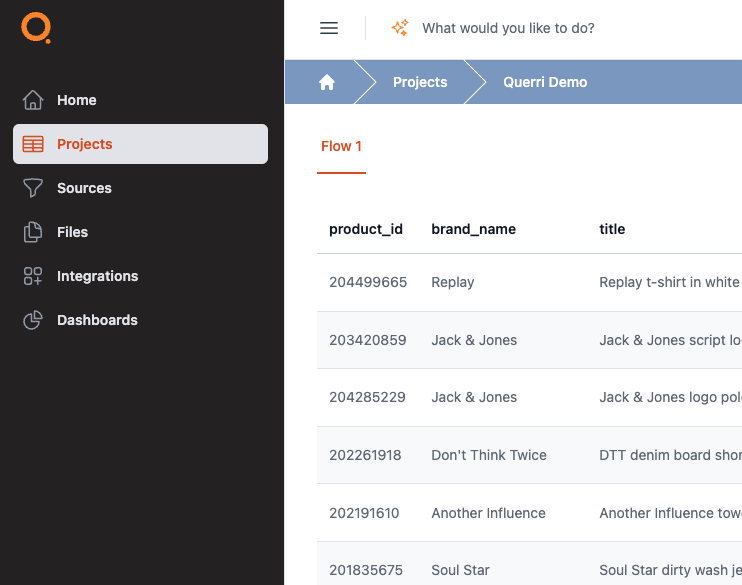 What would you like to do?
Home
Projects
Sources
Files
Integrations
Dashboards
Projects
Querri Demo
Flow 1
product_id brand_name title
204499665 Replay Replay t-shirt in white
203420859 Jack & Jones Jack & Jones script lo
204285229 Jack & Jones Jack & Jones logo pol
202261918 Don't Think Twice DTT denim board shor
202191610 Another Influence Another Influence tow
201835675 Soul Star Soul Star dirty wash je